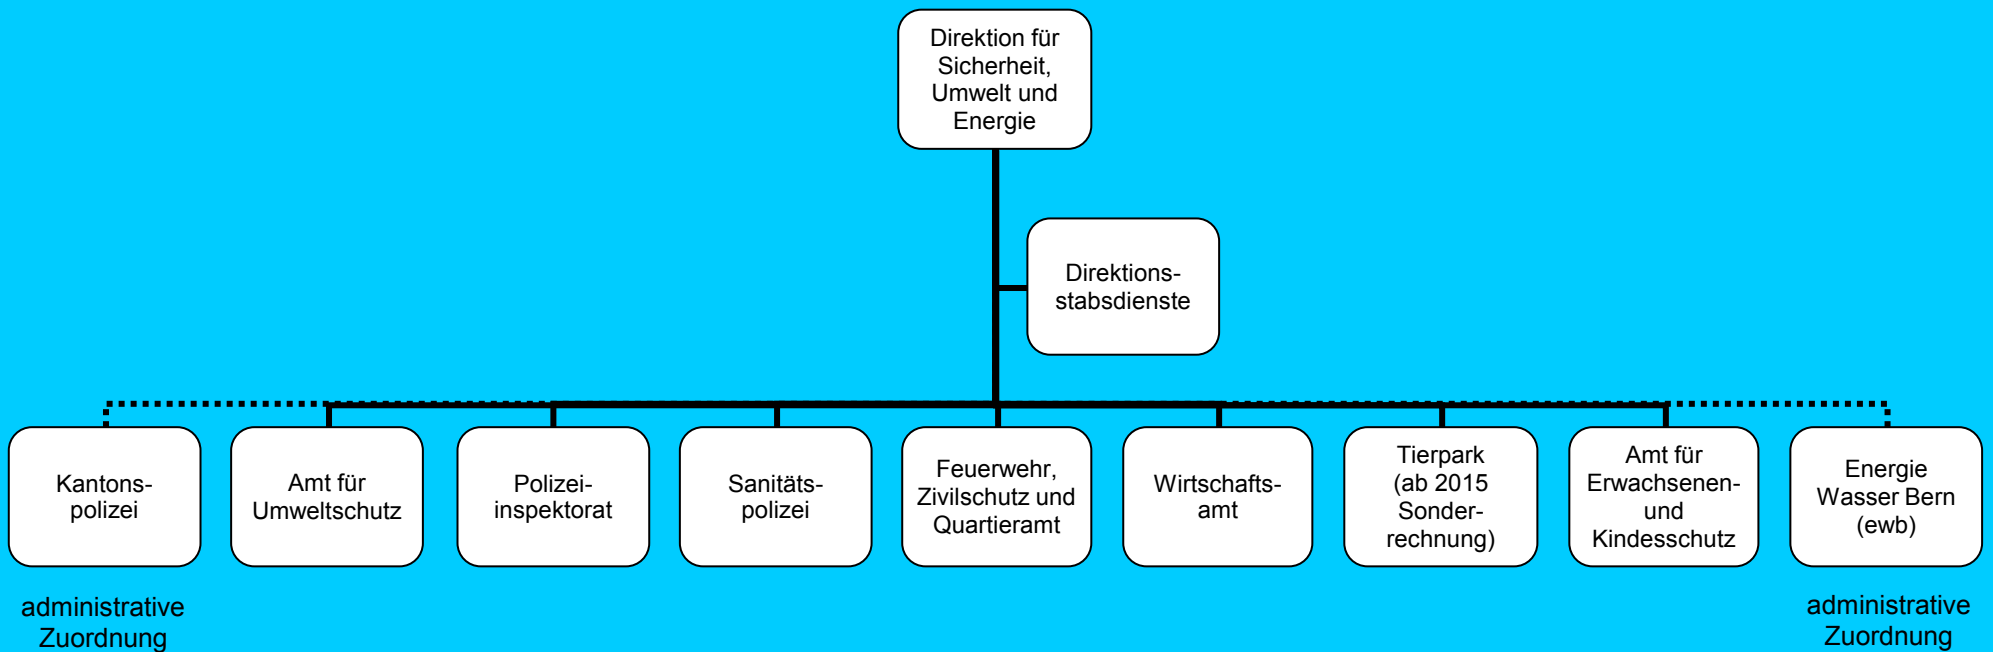 Direktion für
Sicherheit,
Umwelt und
Energie
Direktions-
stabsdienste
Kantons-
polizei
Amt für
Umweltschutz
Polizei-
inspektorat
Sanitäts-
polizei
Feuerwehr,
Zivilschutz und
Quartieramt
Wirtschafts-
amt
Tierpark
(ab 2015
Sonder-
rechnung)
Amt für
Erwachsenen-
und
Kindesschutz
Energie
Wasser Bern
(ewb)
administrative
Zuordnung
administrative
Zuordnung